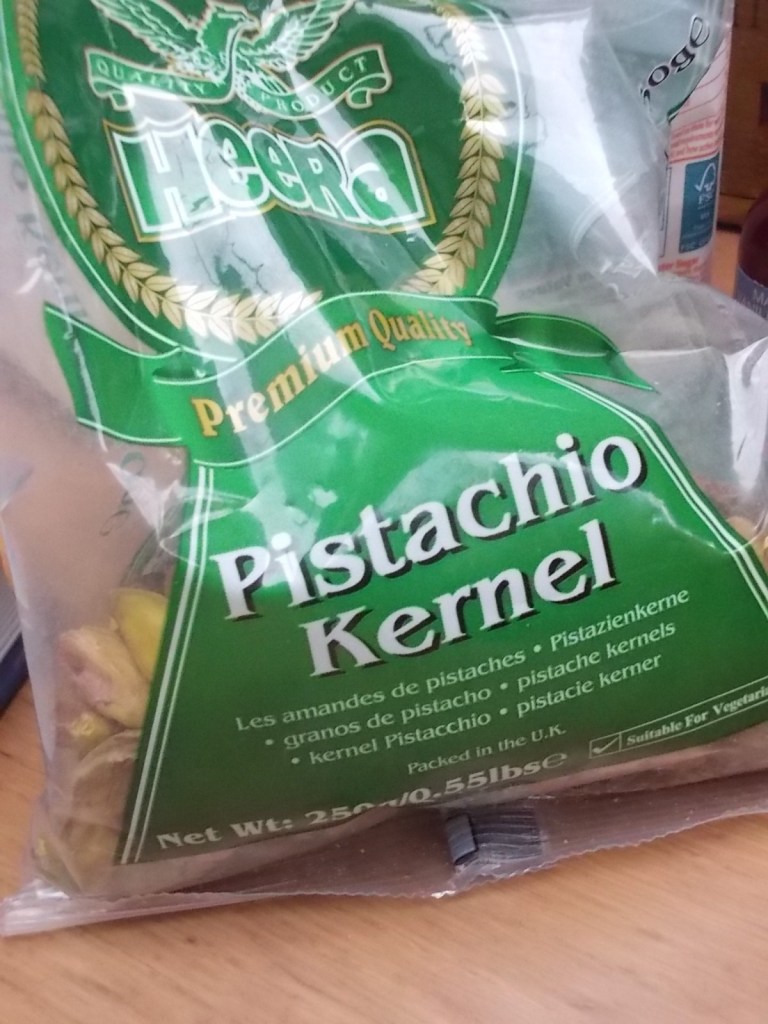 QUALITY PRODUCT
HEERA
Premium Quality
Pistachio
Kernel
Les amandes de pistaches • Pistazienkerne
• granos de pistacho • pistache kernels
• kernel Pistacchio • pistacie kerner
Packed in the U.K.
Suitable For
Net Wt: 250g/0.55lbs℮